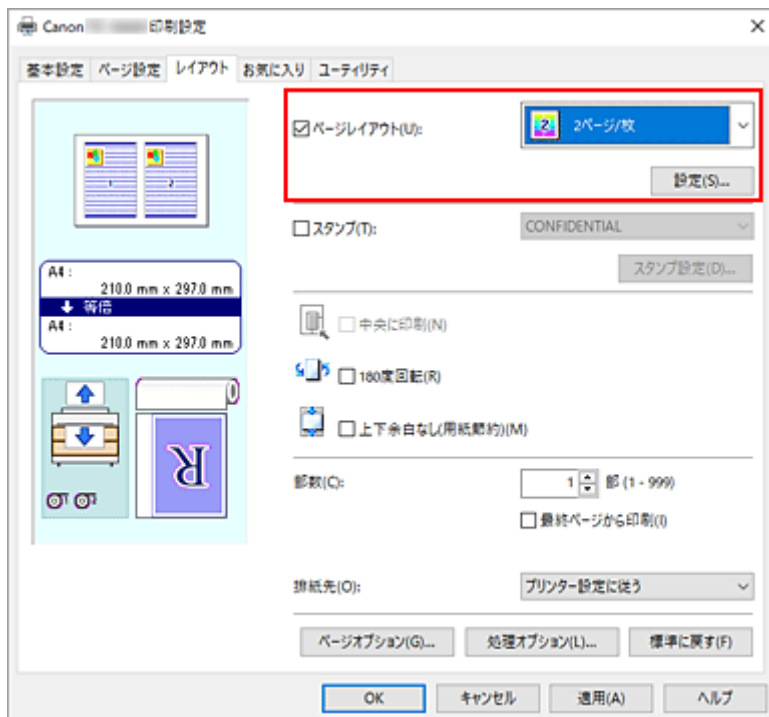 Canon 印刷設定
基本設定 ページ設定 レイアウト お気に入り ユーティリティ
ページレイアウト(U): 2 2ページ/枚
設定(S)...
スタンプ(T): CONFIDENTIAL
スタンプ設定(D)...
1 2
A4 :
210.0 mm x 297.0 mm
等倍
A4 :
210.0 mm x 297.0 mm
R
中央に印刷(N)
180度回転(R)
上下余白なし(用紙節約)(M)
部数(C): 1 部 (1 - 999)
最終ページから印刷(I)
排紙先(O): プリンター設定に従う
ページオプション(G)... 処理オプション(L)... 標準に戻す(F)
OK キャンセル 適用(A) ヘルプ